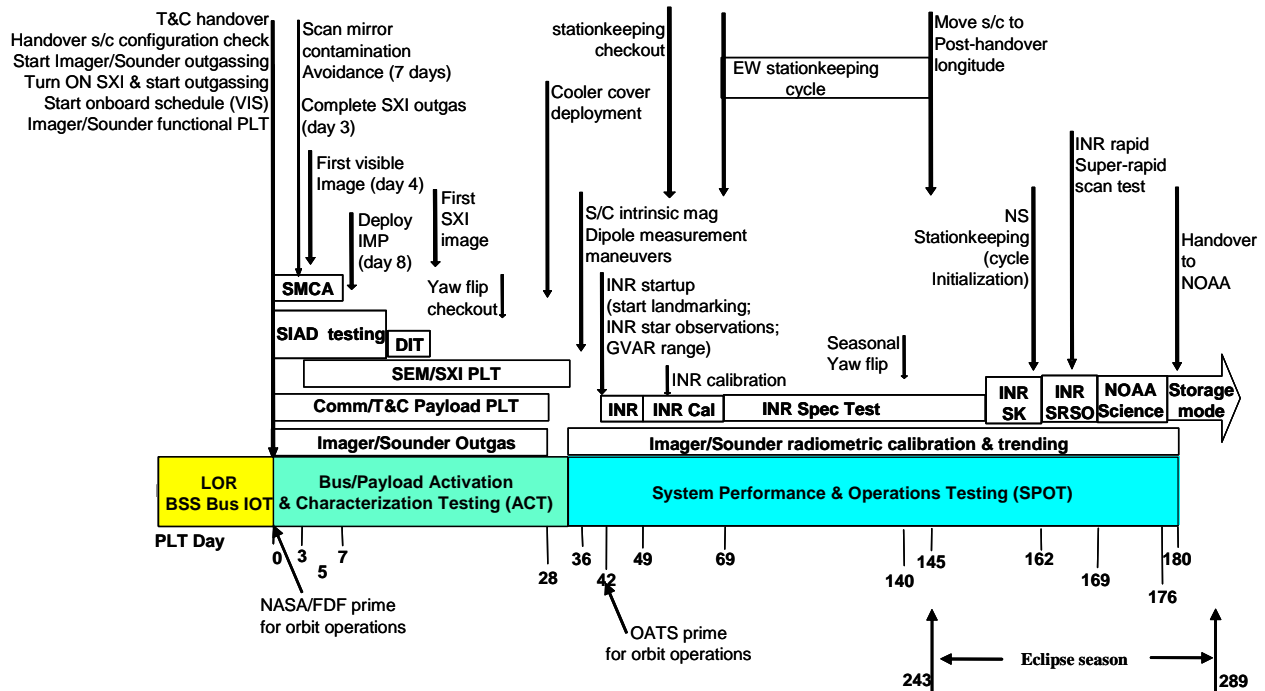 T&C handover
Handover s/c configuration check
Start Imager/Sounder outgassing
Turn ON SXI & start outgassing
Start onboard schedule (VIS)
Imager/Sounder functional PLT
Scan mirror
contamination
Avoidance (7 days)
Complete SXI outgas
(day 3)
First visible
Image (day 4)
Deploy
IMP
(day 8)
First
SXI
image
Yaw flip
checkout
Cooler cover
deployment
stationkeeping
checkout
EW stationkeeping
cycle
Move s/c to
Post-handover
longitude
S/C intrinsic mag
Dipole measurement
maneuvers
INR startup
(start landmarking;
INR star observations;
GVAR range)
INR calibration
Seasonal
Yaw flip
NS
Stationkeeping
(cycle
Initialization)
INR rapid
Super-rapid
scan test
Handover
to
NOAA
SMCA
SIAD testing
DIT
SEM/SXI PLT
Comm/T&C Payload PLT
Imager/Sounder Outgas
INR
INR Cal
INR Spec Test
INR
SK
INR
SRSO
NOAA
Science
Storage
mode
Imager/Sounder radiometric calibration & trending
LOR
BSS Bus IOT
Bus/Payload Activation
& Characterization Testing (ACT)
System Performance & Operations Testing (SPOT)
PLT Day
0
3
5
7
28
36
42
49
69
140
145
162
169
176
180
NASA/FDF prime
for orbit operations
OATS prime
for orbit operations
243
Eclipse season
289